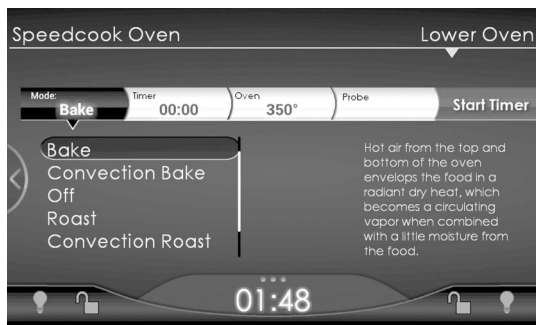 Speedcook Oven
Lower Oven
Mode:
Bake
Timer
00:00
Oven
350°
Probe
Start Timer
Bake
Convection Bake
Off
Roast
Convection Roast
Hot air from the top and
bottom of the oven
envelops the food in a
radiant dry heat, which
becomes a circulating
vapor when combined
with a little moisture from
the food.
01:48